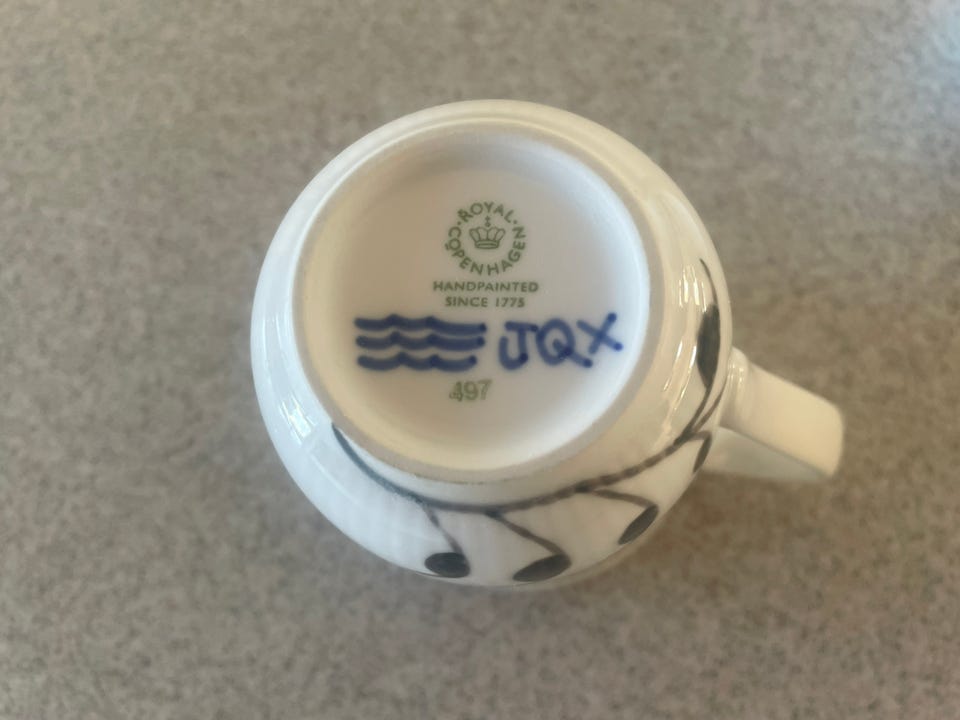 ROYAL COPENHAGEN
HANDPAINTED
SINCE 1775
JQX
497